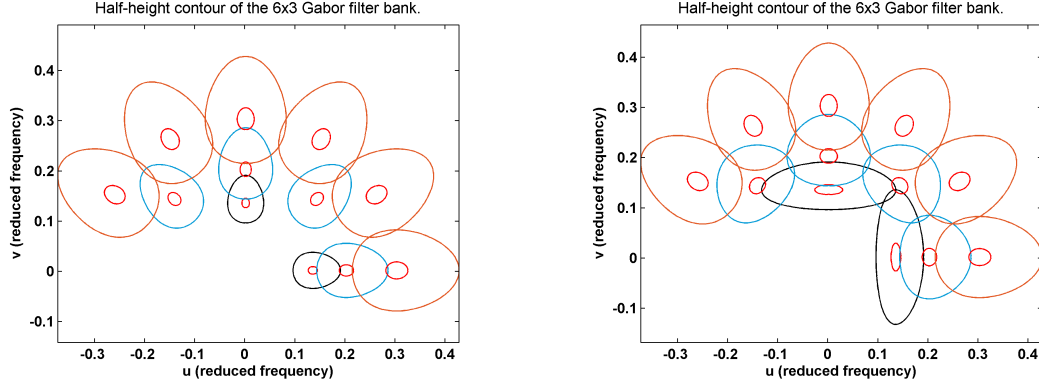 Half-height contour of the 6x3 Gabor filter bank.
0.4
0.3
0.2
0.1
0
-0.1
v (reduced frequency)
-0.3 -0.2 -0.1 0 0.1 0.2 0.3 0.4
u (reduced frequency)
Half-height contour of the 6x3 Gabor filter bank.
0.4
0.3
0.2
0.1
0
-0.1
v (reduced frequency)
-0.3 -0.2 -0.1 0 0.1 0.2 0.3 0.4
u (reduced frequency)